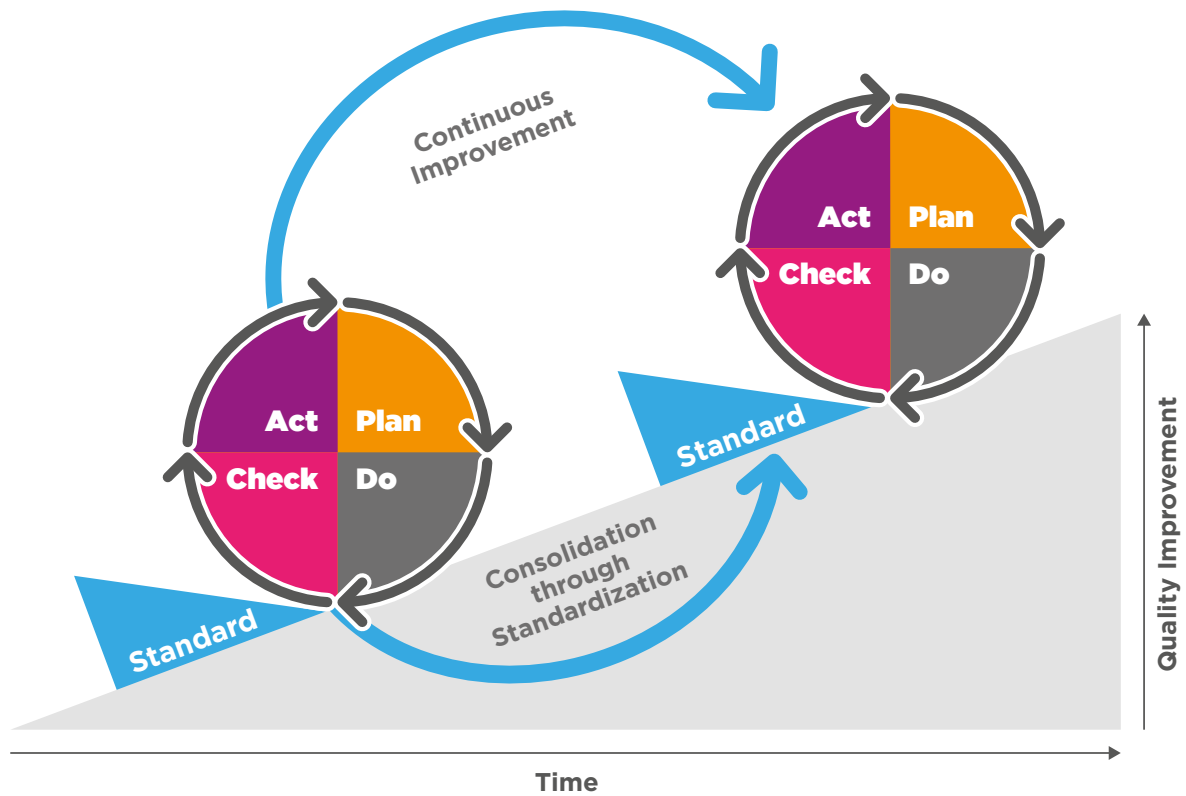 Continuous
Improvement
Act
Plan
Check
Do
Standard
Act
Plan
Check
Do
Standard
Consolidation
through
Standardization
Quality Improvement
Time